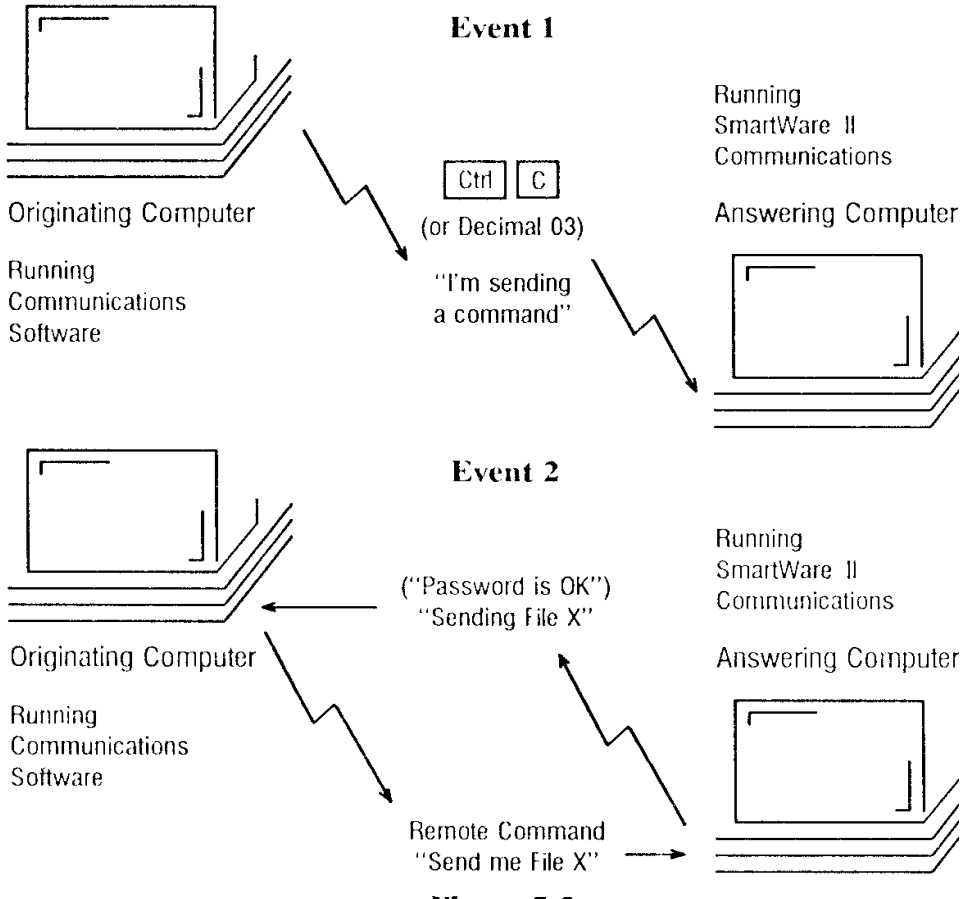 Event 1
Originating Computer
Running
Communications
Software
Ctrl C
(or Decimal 03)
"I'm sending
a command"
Running
SmartWare II
Communications
Answering Computer
Event 2
Originating Computer
Running
Communications
Software
("Password is OK")
"Sending File X"
Remote Command
"Send me File X"
Running
SmartWare II
Communications
Answering Computer